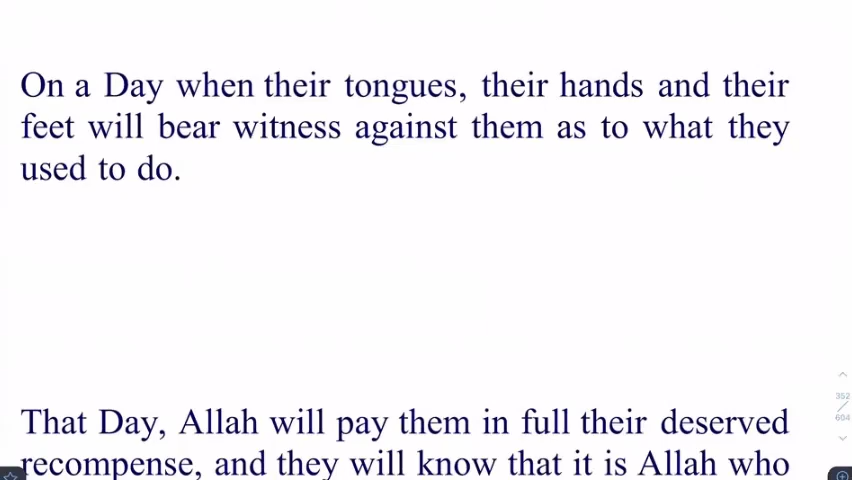 On a Day when their tongues, their hands and their
feet will bear witness against them as to what they
used to do.
That Day, Allah will pay them in full their deserved
recompense, and they will know that it is Allah who
352
604